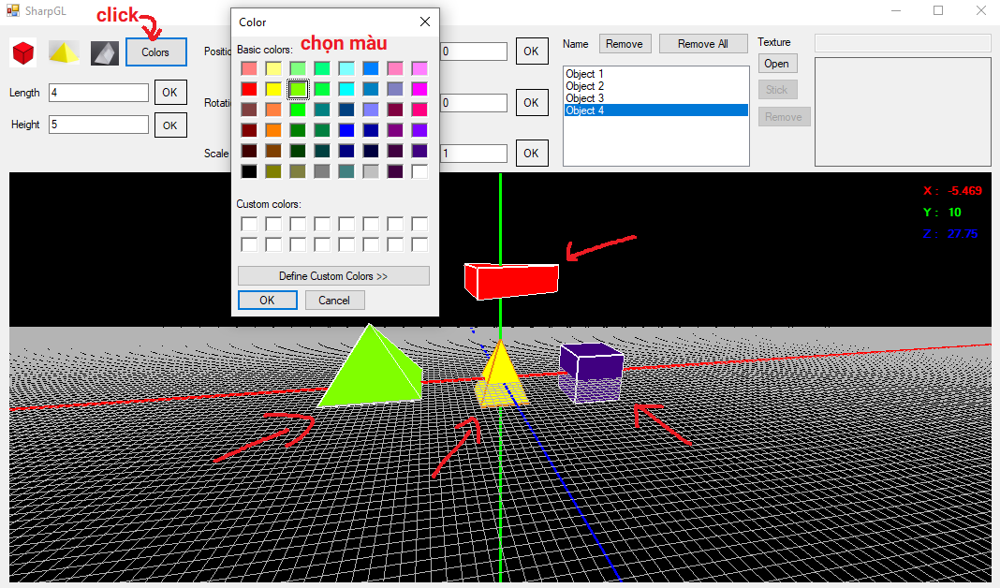 SharpGL
click
Colors
Length 4 OK
Height 5 OK
Positio
Rotati
Scale
Color
chọn màu
Basic colors:
Custom colors:
Define Custom Colors >>
OK Cancel
0 OK
0 OK
1 OK
Name Remove Remove All
Object 1
Object 2
Object 3
Object 4
Texture
Open
Stick
Remove
X : -5.469
Y : 10
Z : 27.75